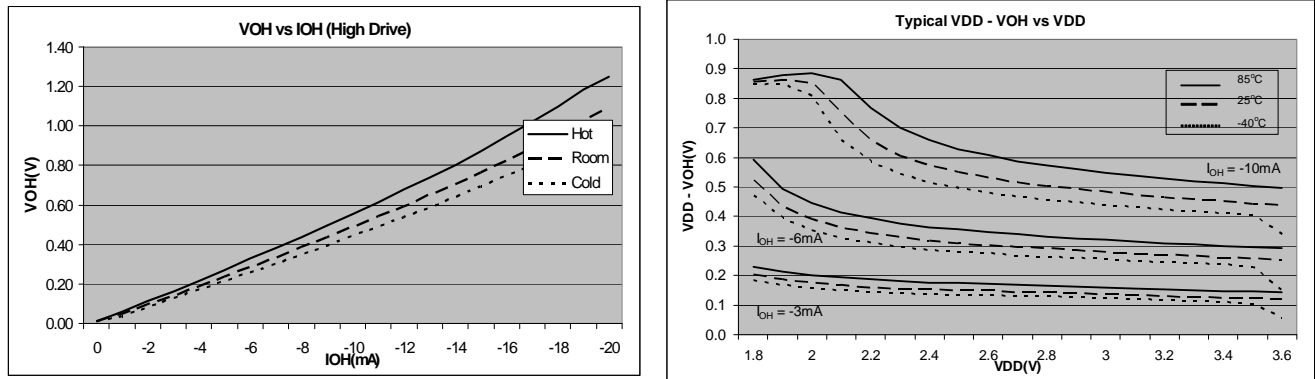 VOH vs IOH (High Drive)
1.40
1.20
1.00
0.80
0.60
0.40
0.20
0.00
VOH(V)
Hot
Room
Cold
0 -2 -4 -6 -8 -10 -12 -14 -16 -18 -20
IOH(mA)
Typical VDD - VOH vs VDD
1.0
0.9
0.8
0.7
0.6
0.5
0.4
0.3
0.2
0.1
0.0
VDD - VOH(V)
85°C
25°C
-40°C
IOH = -10mA
IOH = -6mA
IOH = -3mA
1.8 2 2.2 2.4 2.6 2.8 3 3.2 3.4 3.6
VDD(V)